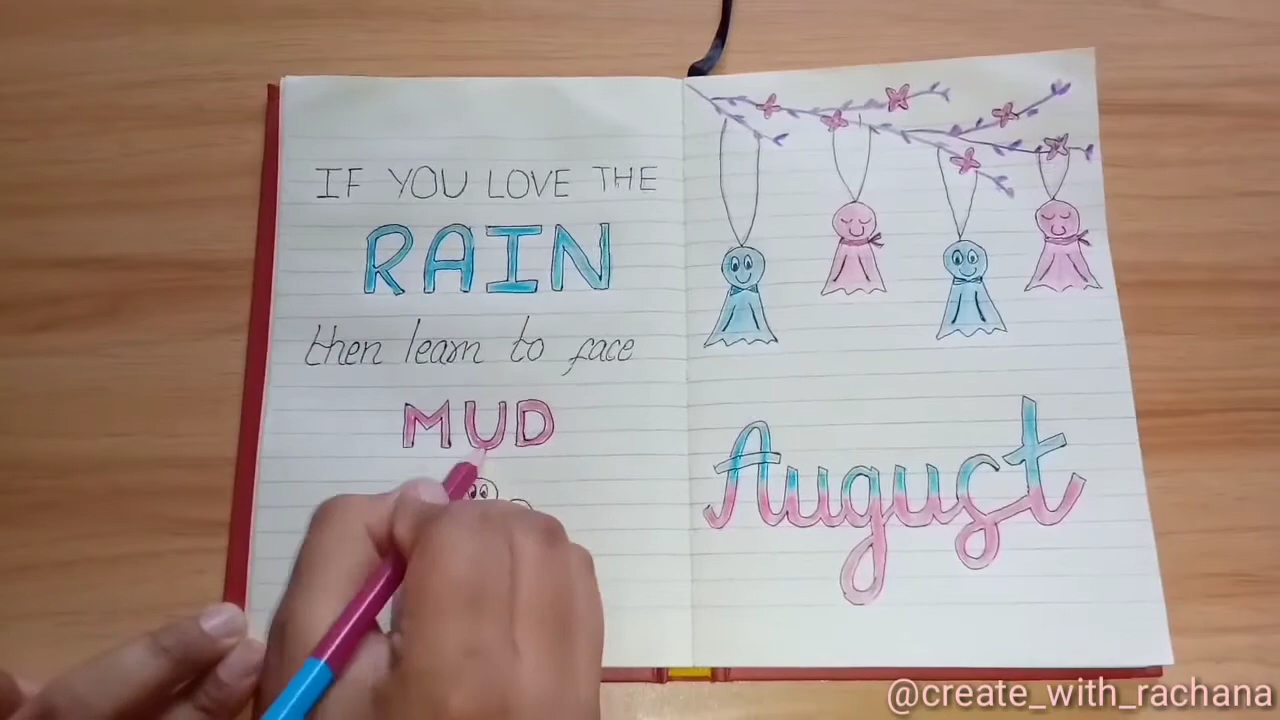 IF YOU LOVE THE
RAIN
then learn to face
MUD
August
@create_with_rachana